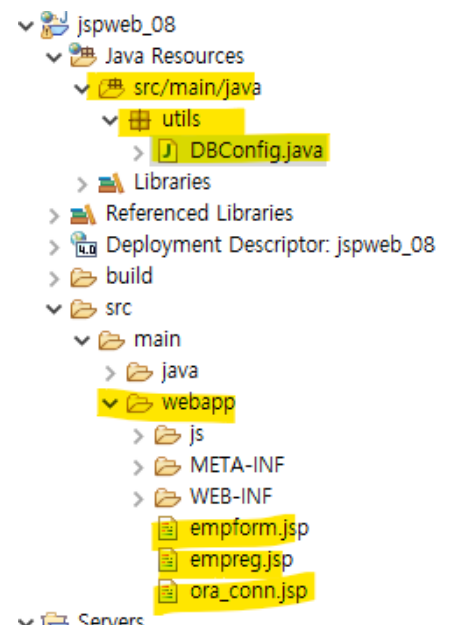 jspweb_08
Java Resources
src/main/java
utils
DBConfig.java
Libraries
Referenced Libraries
Deployment Descriptor: jspweb_08
build
src
main
java
webapp
js
META-INF
WEB-INF
empform.jsp
empreg.jsp
ora_conn.jsp
Servers